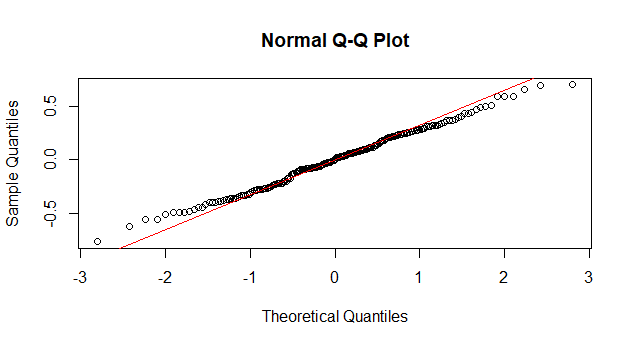 Normal Q-Q Plot
Sample Quantiles
0.5
0.0
-0.5
-3 -2 -1 0 1 2 3
Theoretical Quantiles